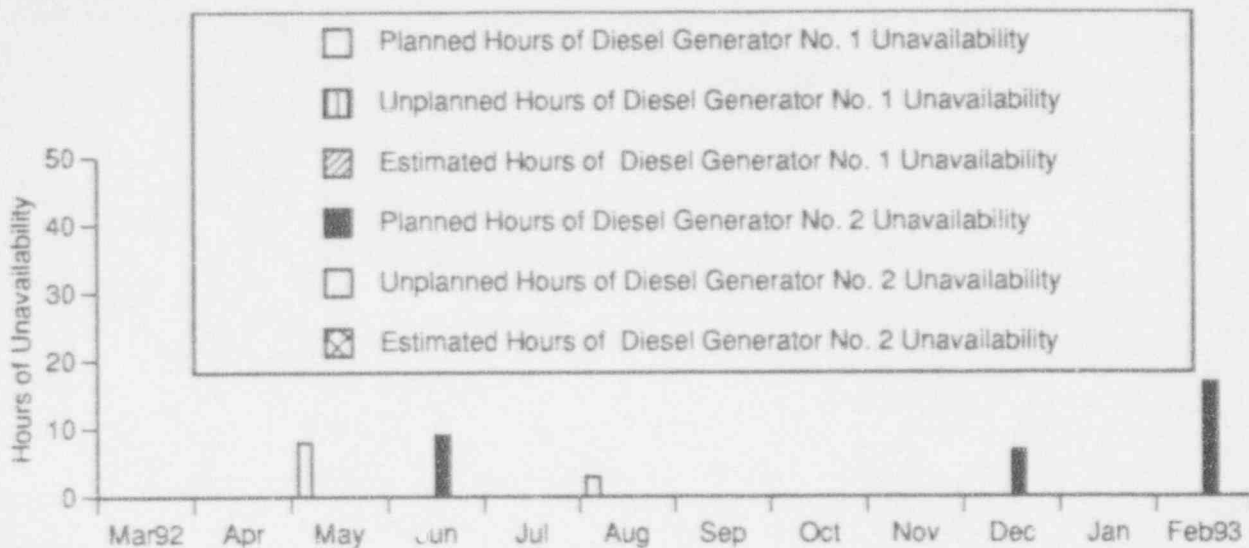 Planned Hours of Diesel Generator No. 1 Unavailability
Unplanned Hours of Diesel Generator No. 1 Unavailability
Estimated Hours of Diesel Generator No. 1 Unavailability
Planned Hours of Diesel Generator No. 2 Unavailability
Unplanned Hours of Diesel Generator No. 2 Unavailability
Estimated Hours of Diesel Generator No. 2 Unavailability
Hours of Unavailability
50
40
30
20
10
0
Mar92 Apr May Jun Jul Aug Sep Oct Nov Dec Jan Feb93